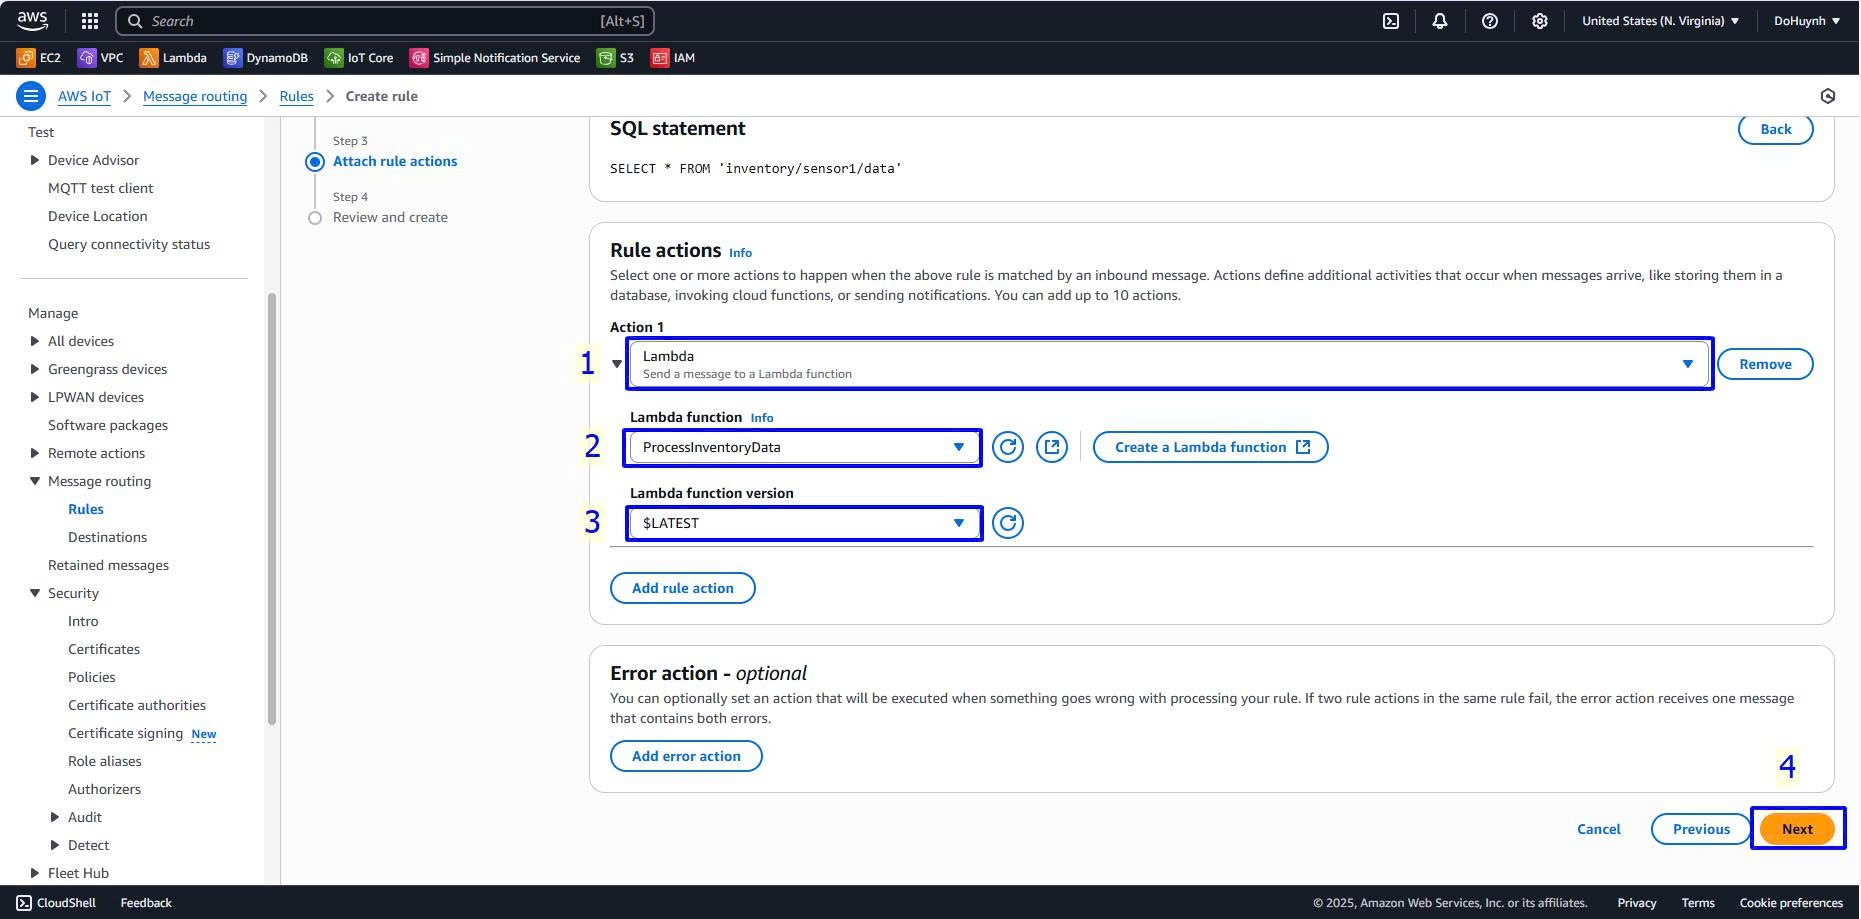 aws
Search [Alt+S]
United States (N. Virginia)
DoHuynh
EC2 VPC Lambda DynamoDB IoT Core Simple Notification Service S3 IAM
AWS IoT Message routing Rules Create rule
Test
Device Advisor
MQTT test client
Device Location
Query connectivity status
Manage
All devices
Greengrass devices
LPWAN devices
Software packages
Remote actions
Message routing
Rules
Destinations
Retained messages
Security
Intro
Certificates
Policies
Certificate authorities
Certificate signing New
Role aliases
Authorizers
Audit
Detect
Fleet Hub
Step 3
Attach rule actions
Step 4
Review and create
SQL statement
Back
SELECT * FROM 'inventory/sensor1/data'
Rule actions Info
Select one or more actions to happen when the above rule is matched by an inbound message. Actions define additional activities that occur when messages arrive, like storing them in a
database, invoking cloud functions, or sending notifications. You can add up to 10 actions.
Action 1
1
Lambda
Send a message to a Lambda function
Remove
Lambda function Info
2
ProcessInventoryData
Create a Lambda function
Lambda function version
3
$LATEST
Add rule action
Error action - optional
You can optionally set an action that will be executed when something goes wrong with processing your rule. If two rule actions in the same rule fail, the error action receives one message
that contains both errors.
Add error action
4
Cancel Previous Next
CloudShell Feedback
© 2025, Amazon Web Services, Inc. or its affiliates. Privacy Terms Cookie preferences